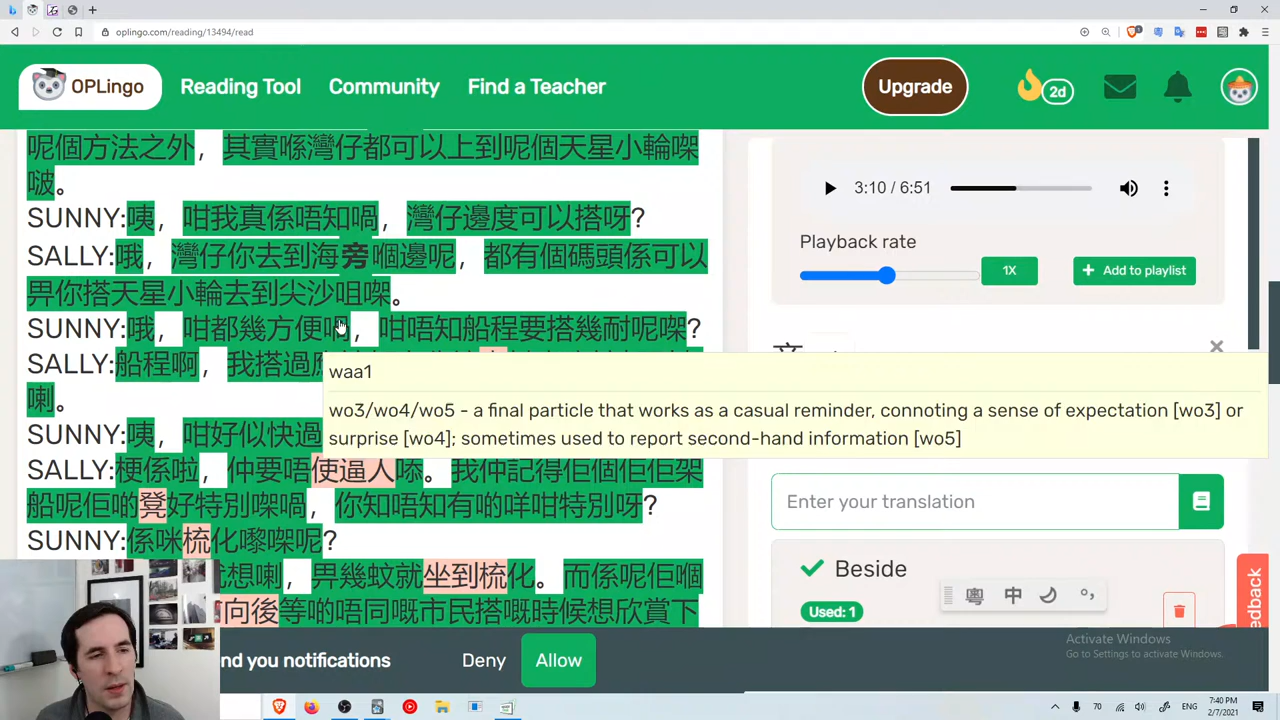 oplingo.com/reading/13494/read
OPLingo
Reading Tool
Community
Find a Teacher
Upgrade
2d
呢個方法之外，其實喺灣仔都可以上到呢個天星小輪㗎
啵。
SUNNY:咦，咁我真係唔知喎，灣仔邊度可以搭呀?
SALLY:哦，灣仔你去到海旁嗰邊呢，都有個碼頭係可以
畀你搭天星小輪去到尖沙咀㗎。
SUNNY:哦，咁都幾方便喎，咁唔知船程要搭幾耐呢㗎?
SALLY:船程啊，我搭過
喇。
SUNNY:咦，咁好似快過
SALLY:梗係啦，仲要唔使逼人𠻹。我仲記得佢個佢佢架
船呢佢啲凳好特別㗎喎，你知唔知有啲咩咁特別呀?
SUNNY:係咪梳化嚟㗎呢?
想喇，畀幾蚊就坐到梳化。而係呢佢嗰
向後等啲唔同嘅市民搭嘅時候想欣賞下
waa1
wo3/wo4/wo5 - a final particle that works as a casual reminder, connoting a sense of expectation [wo3] or
surprise [wo4]; sometimes used to report second-hand information [wo5]
3:10 / 6:51
Playback rate
1X
Add to playlist
Enter your translation
Beside
Used: 1
粵 中
edback
nd you notifications
Deny
Allow
Activate Windows
Go to Settings to activate Windows.
70
ENG
7:40 PM
2/7/2021